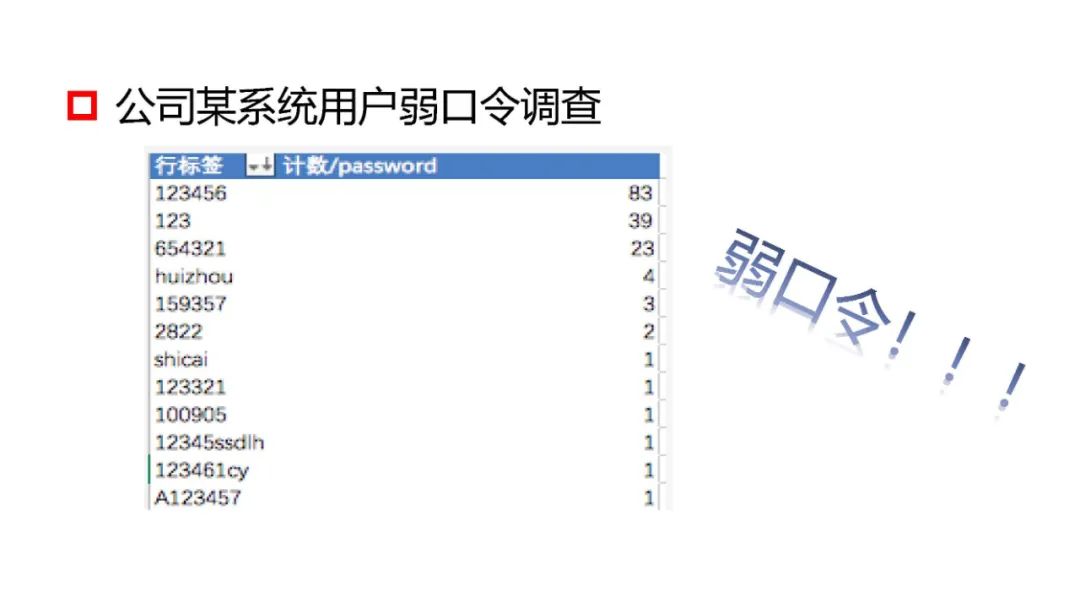 公司某系统用户弱口令调查
行标签 计数/password
123456 83
123 39
654321 23
huizhou 4
159357 3
2822 2
shicai 1
123321 1
100905 1
12345ssdlh 1
123461cy 1
A123457 1
弱口令！！！